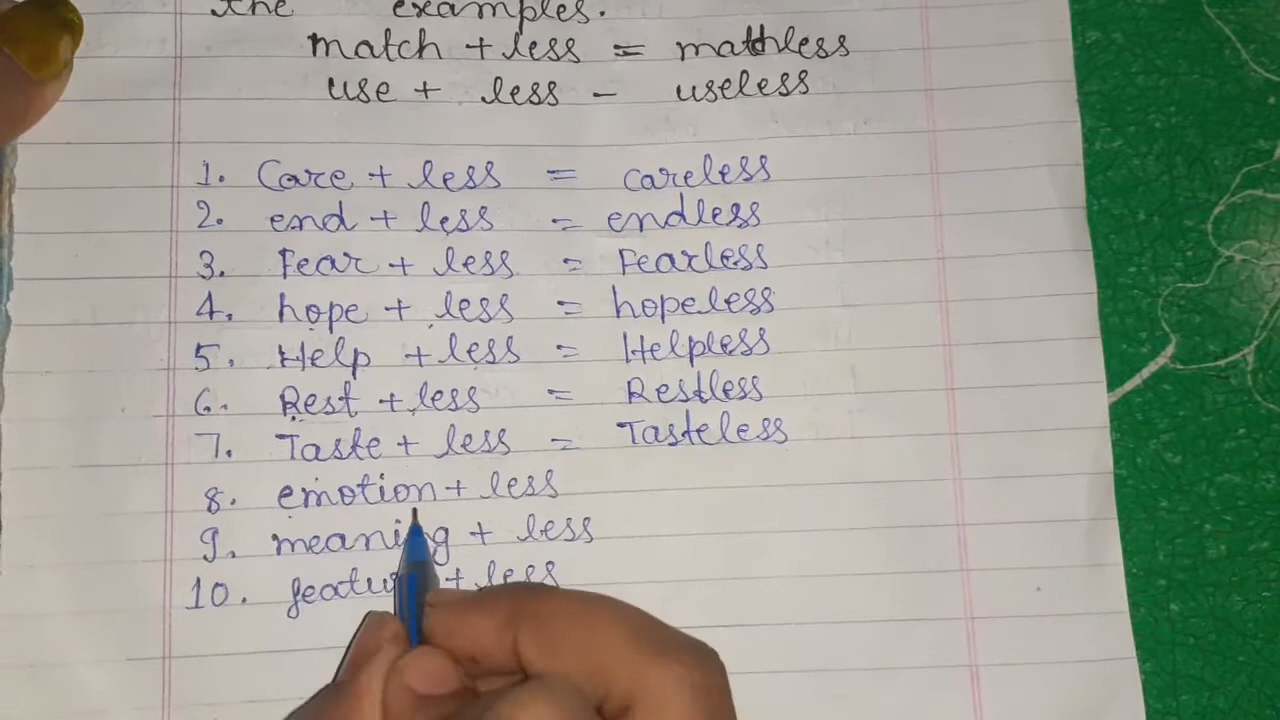 the examples.
match + less = mathless
use + less - useless
1. Care + less = careless
2. end + less = endless
3. Fear + less = Fearless
4. hope + less = hopeless
5. Help + less = Helpless
6. Rest + less = Restless
7. Taste + less = Tasteless
8. emotion + less
9. meaning + less
10. + less